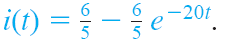 i(t) = 6/5 − 6/5 e^{−20t}.